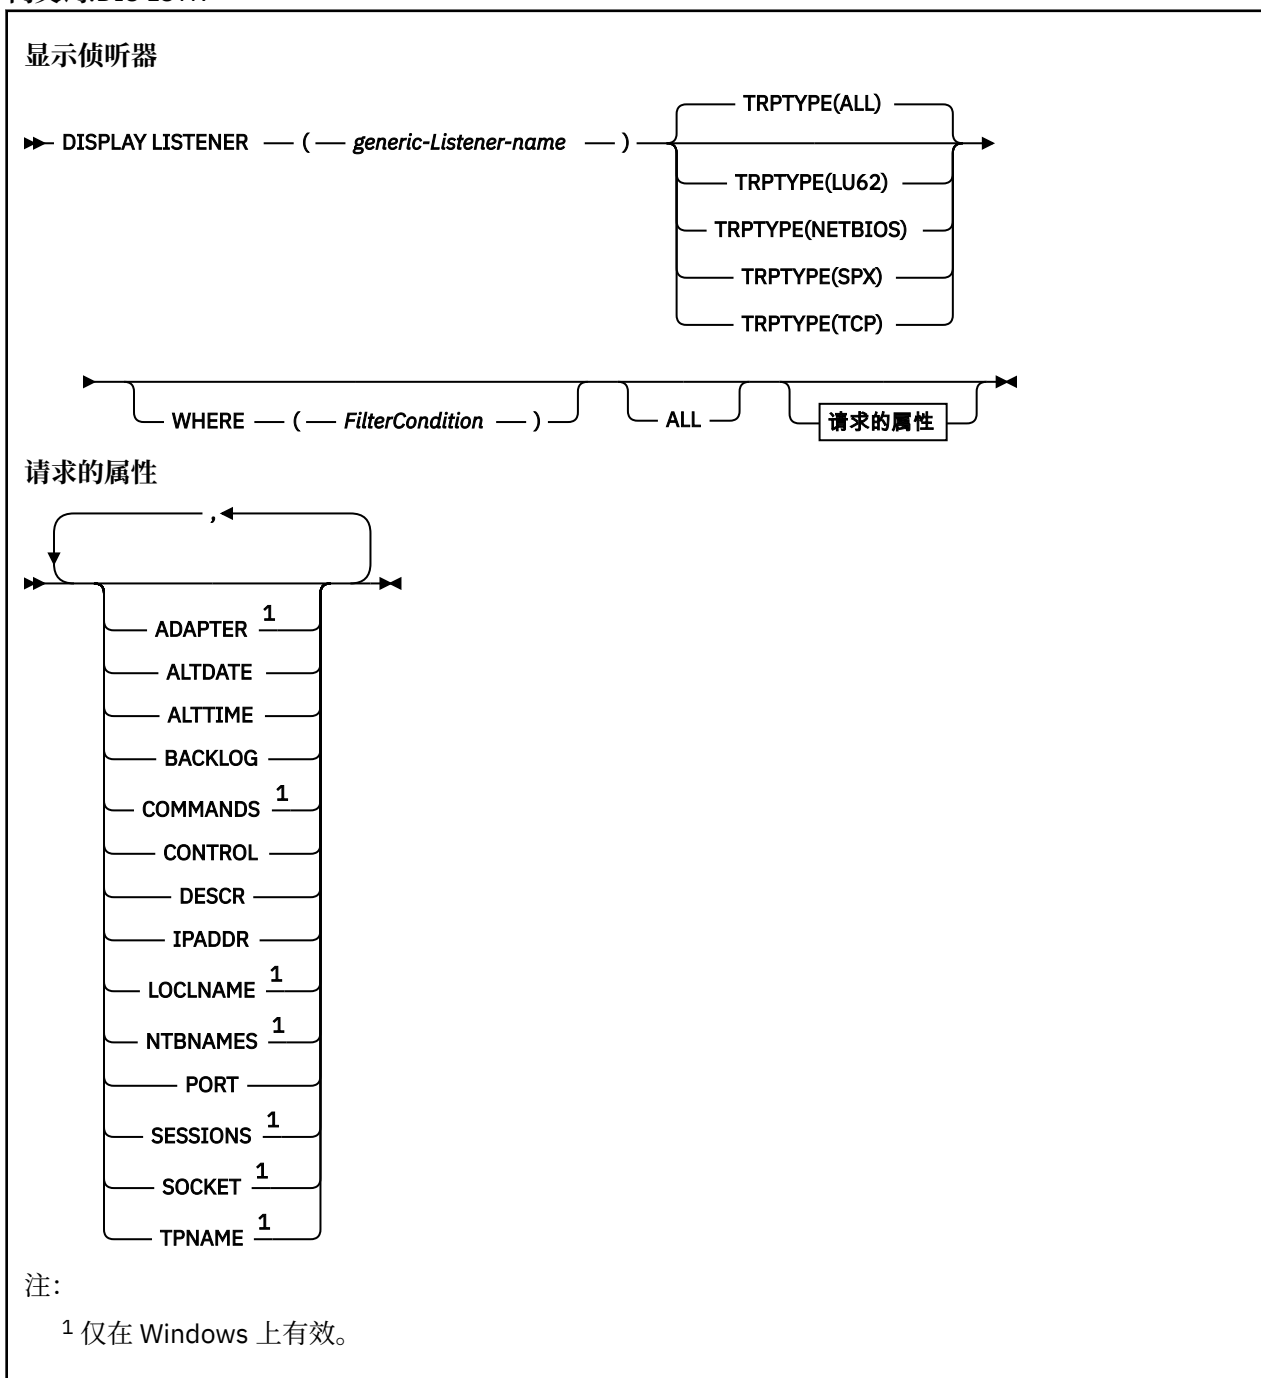 显示侦听器
TRPTYPE(ALL)
DISPLAY LISTENER ( generic-Listener-name )
TRPTYPE(LU62)
TRPTYPE(NETBIOS)
TRPTYPE(SPX)
TRPTYPE(TCP)
WHERE ( FilterCondition ) ALL 请求的属性
请求的属性
,
ADAPTER 1
ALTDATE
ALTTIME
BACKLOG
COMMANDS 1
CONTROL
DESCR
IPADDR
LOCLNAME 1
NTBNAMES 1
PORT
SESSIONS 1
SOCKET 1
TPNAME 1
注：
1 仅在 Windows 上有效。